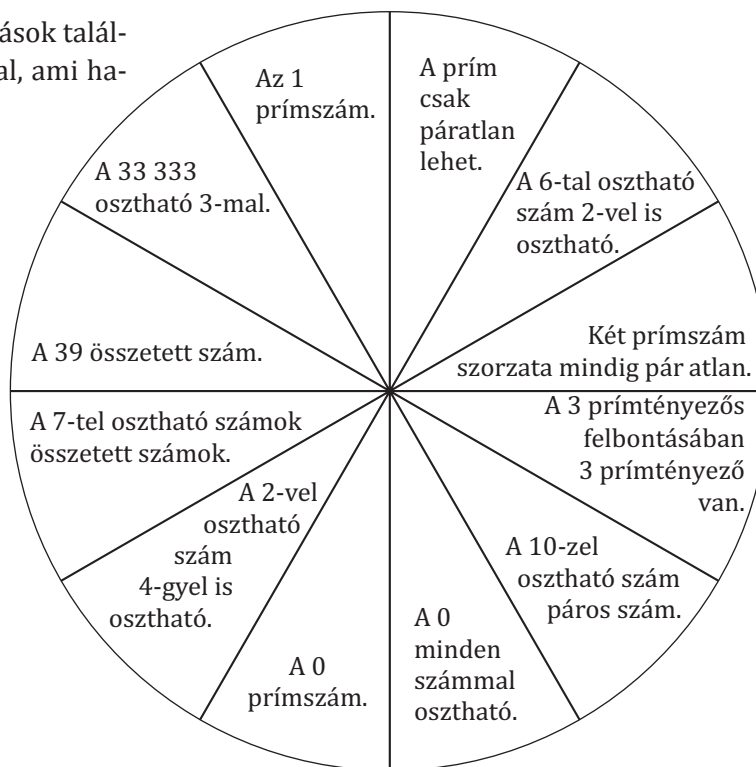 ások talál-
al, ami ha-
Az 1
prímszám.
A prím
csak
páratlan
lehet.
A 6-tal osztható
szám 2-vel is
osztható.
Két prímszám
szorzata mindig pár atlan.
A 3 prímtényezős
felbontásában
3 prímtényező
van.
A 10-zel
osztható szám
páros szám.
A 0
minden
számmal
osztható.
A 0
prímszám.
A 2-vel
osztható
szám
4-gyel is
osztható.
A 7-tel osztható számok
összetett számok.
A 39 összetett szám.
A 33 333
osztható 3-mal.